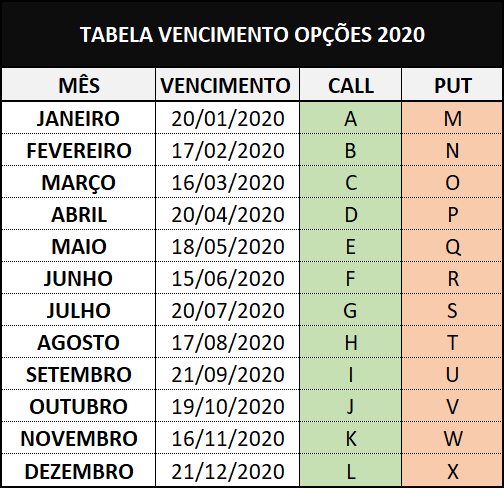 TABELA VENCIMENTO OPÇÕES 2020
MÊS VENCIMENTO CALL PUT
JANEIRO 20/01/2020 A M
FEVEREIRO 17/02/2020 B N
MARÇO 16/03/2020 C O
ABRIL 20/04/2020 D P
MAIO 18/05/2020 E Q
JUNHO 15/06/2020 F R
JULHO 20/07/2020 G S
AGOSTO 17/08/2020 H T
SETEMBRO 21/09/2020 I U
OUTUBRO 19/10/2020 J V
NOVEMBRO 16/11/2020 K W
DEZEMBRO 21/12/2020 L X